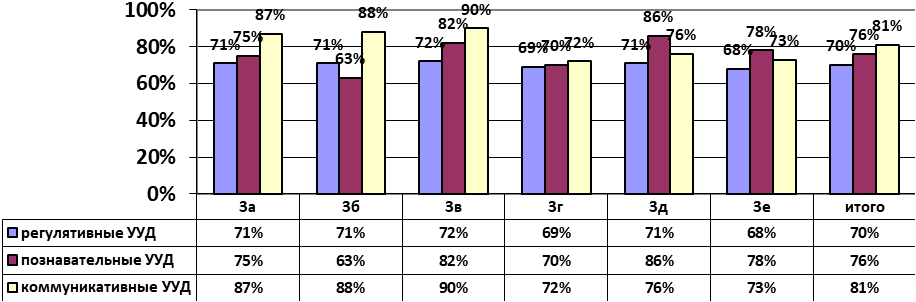 100%
80%
60%
40%
20%
0%
71% 75% 87%
71% 63% 88%
72% 82% 90%
69% 70% 72%
71% 86% 76%
68% 78% 73%
70% 76% 81%
3а 3б 3в 3г 3д 3е итого
регулятивные УУД 71% 71% 72% 69% 71% 68% 70%
познавательные УУД 75% 63% 82% 70% 86% 78% 76%
коммуникативные УУД 87% 88% 90% 72% 76% 73% 81%